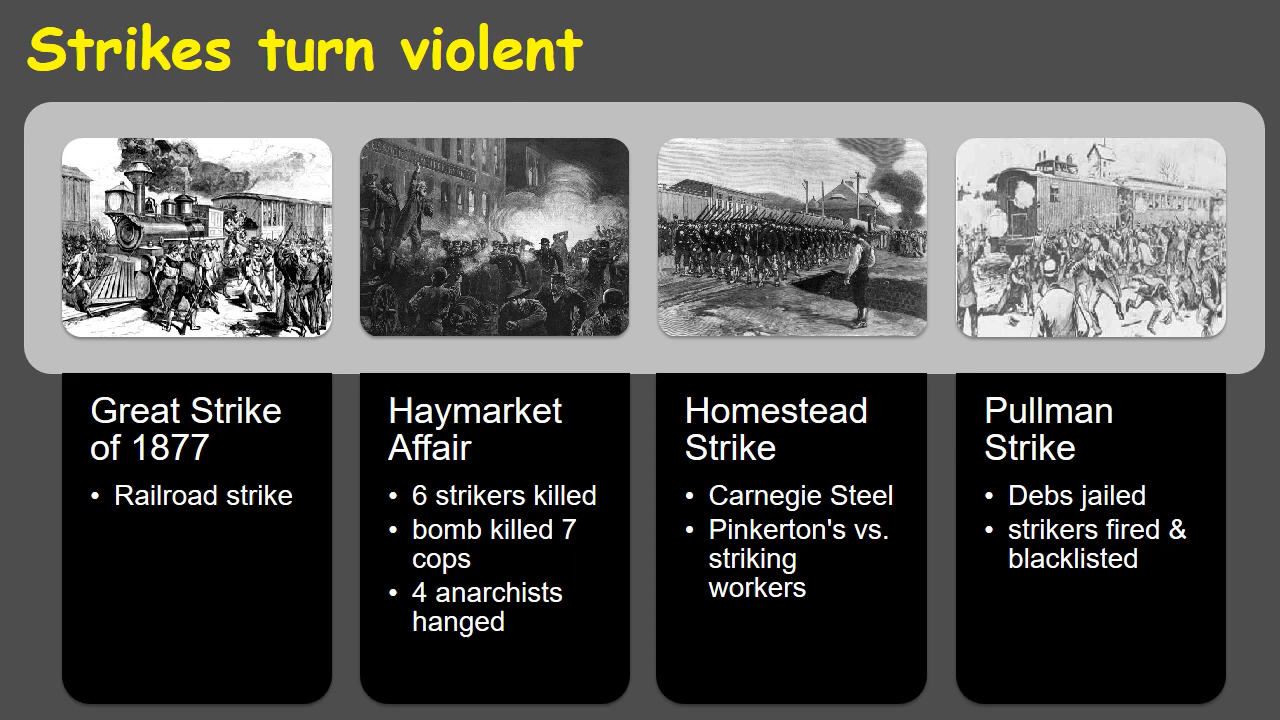 Strikes turn violent
Great Strike
of 1877
• Railroad strike
Haymarket
Affair
• 6 strikers killed
• bomb killed 7
cops
• 4 anarchists
hanged
Homestead
Strike
• Carnegie Steel
• Pinkerton's vs.
striking
workers
Pullman
Strike
• Debs jailed
• strikers fired &
blacklisted